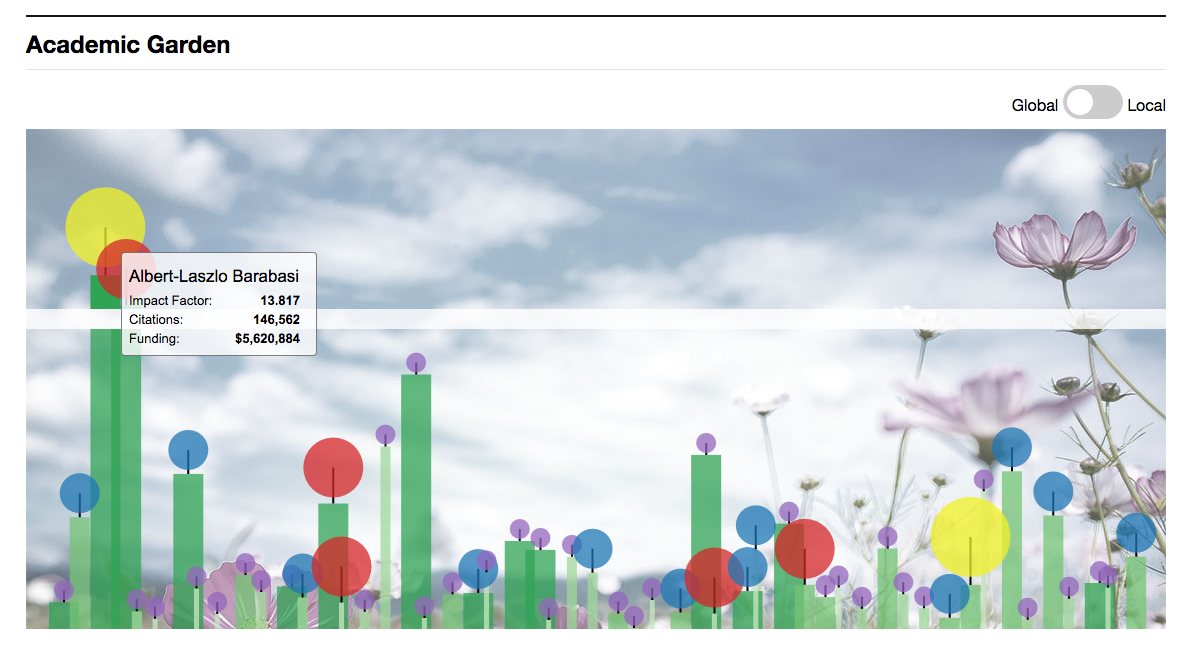 Academic Garden
Global Local
Albert-Laszlo Barabasi
Impact Factor: 13.817
Citations: 146,562
Funding: $5,620,884